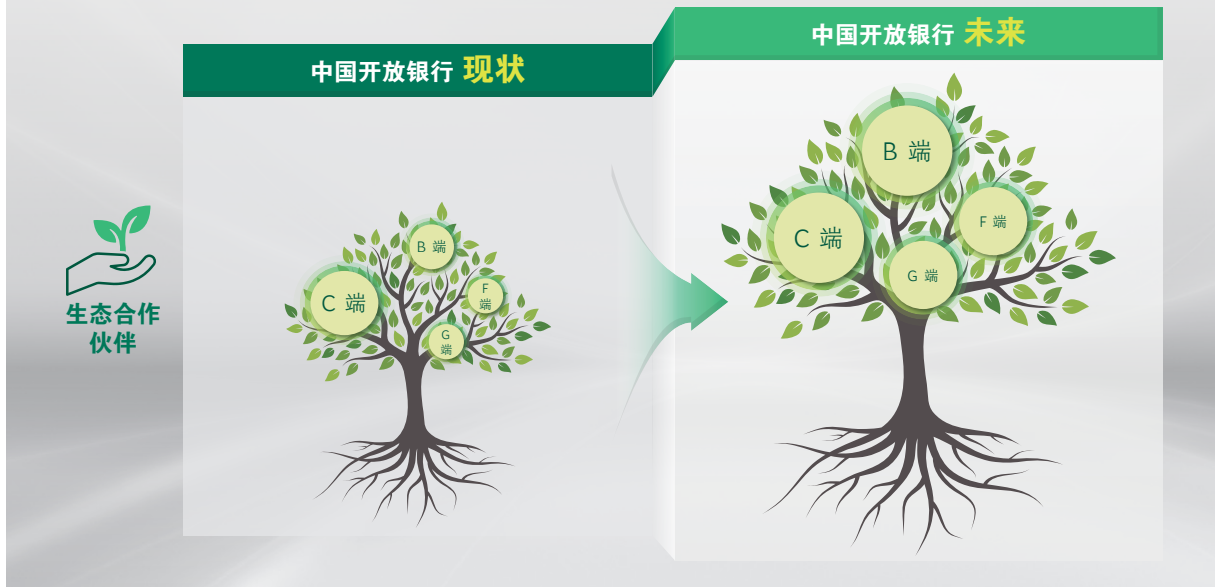 中国开放银行 现状
中国开放银行 未来
生态合作
伙伴
B 端
C 端
F
端
G
端
B 端
C 端
F 端
G 端